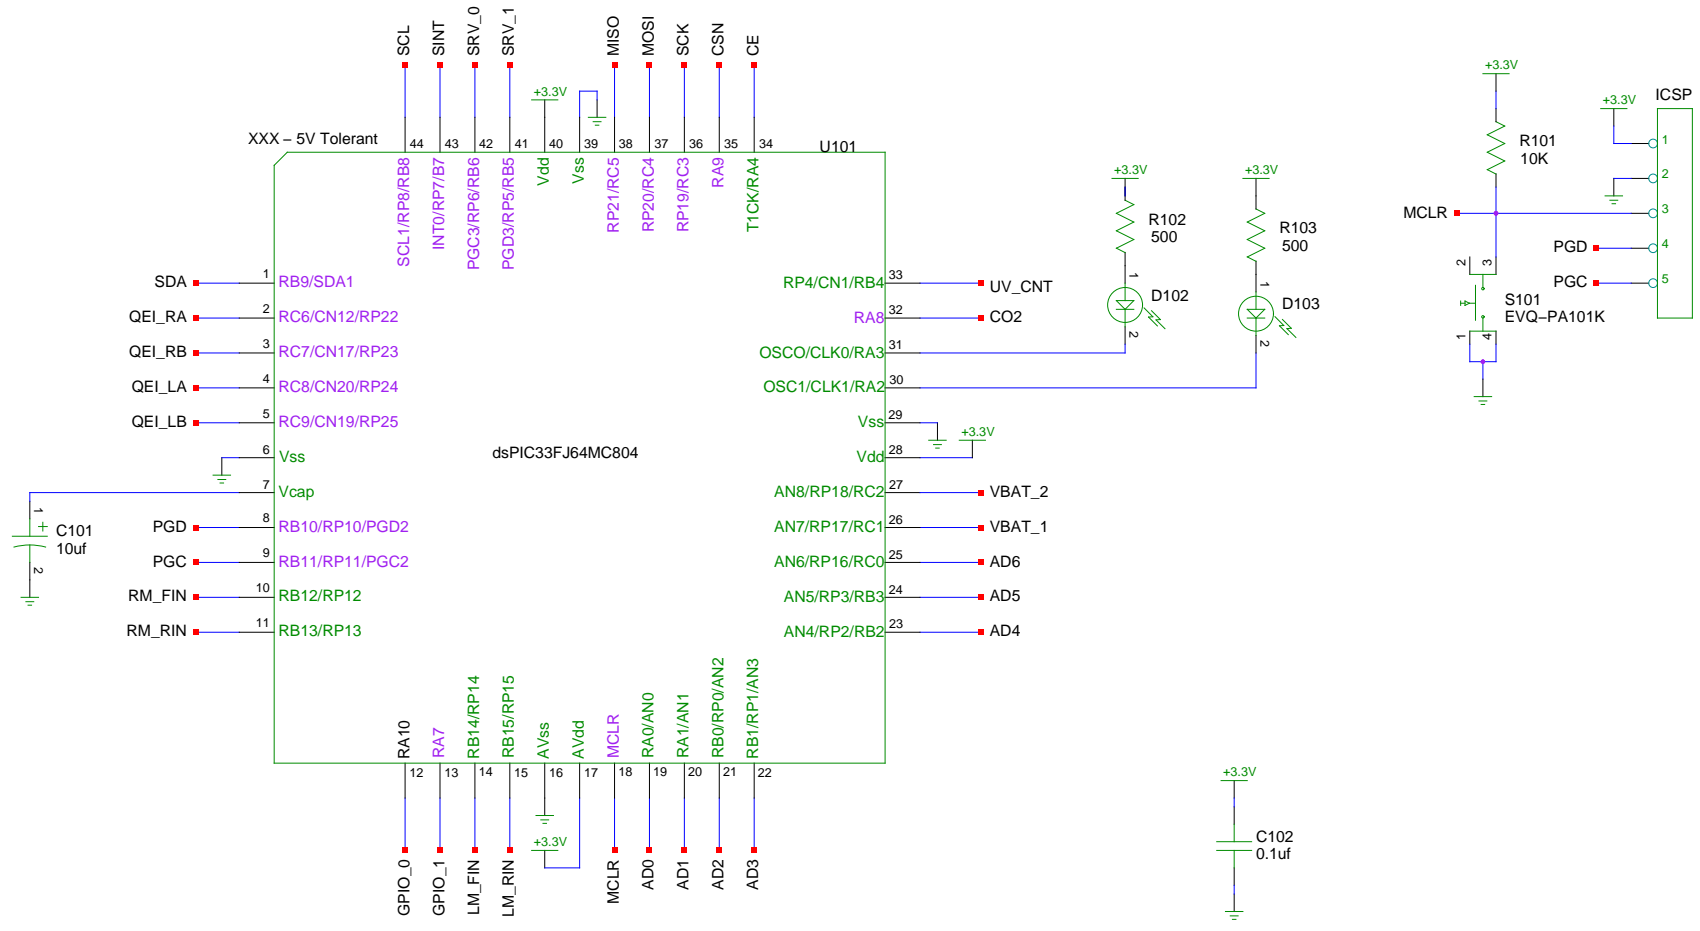 SCL
SINT
SRV_0
SRV_1
MISO
MOSI
SCK
CSN
CE
+3.3V
XXX – 5V Tolerant
U101
44
43
42
41
40
39
38
37
36
35
34
SCL1/RP8/RB8
INT0/RP7/B7
PGC3/RP6/RB6
PGD3/RP5/RB5
Vdd
Vss
RP21/RC5
RP20/RC4
RP19/RC3
RA9
T1CK/RA4
SDA
1
RB9/SDA1
QEI_RA
2
RC6/CN12/RP22
QEI_RB
3
RC7/CN17/RP23
QEI_LA
4
RC8/CN20/RP24
QEI_LB
5
RC9/CN19/RP25
6
Vss
7
Vcap
PGD
8
RB10/RP10/PGD2
PGC
9
RB11/RP11/PGC2
RM_FIN
10
RB12/RP12
RM_RIN
11
RB13/RP13
1
+
C101
10uf
2
dsPIC33FJ64MC804
RP4/CN1/RB4
33
UV_CNT
RA8
32
CO2
OSCO/CLK0/RA3
31
OSC1/CLK1/RA2
30
Vss
29
Vdd
28
+3.3V
AN8/RP18/RC2
27
VBAT_2
AN7/RP17/RC1
26
VBAT_1
AN6/RP16/RC0
25
AD6
AN5/RP3/RB3
24
AD5
AN4/RP2/RB2
23
AD4
RA10
RA7
RB14/RP14
RB15/RP15
AVss
AVdd
MCLR
RA0/AN0
RA1/AN1
RB0/RP0/AN2
RB1/RP1/AN3
12
13
14
15
16
17
18
19
20
21
22
+3.3V
GPIO_0
GPIO_1
LM_FIN
LM_RIN
MCLR
AD0
AD1
AD2
AD3
+3.3V
R102
500
1
D102
2
+3.3V
R103
500
1
D103
2
+3.3V
R101
10K
MCLR
2
3
S101
EVQ–PA101K
1
4
ICSP
+3.3V
1
2
3
PGD
4
PGC
5
+3.3V
C102
0.1uf